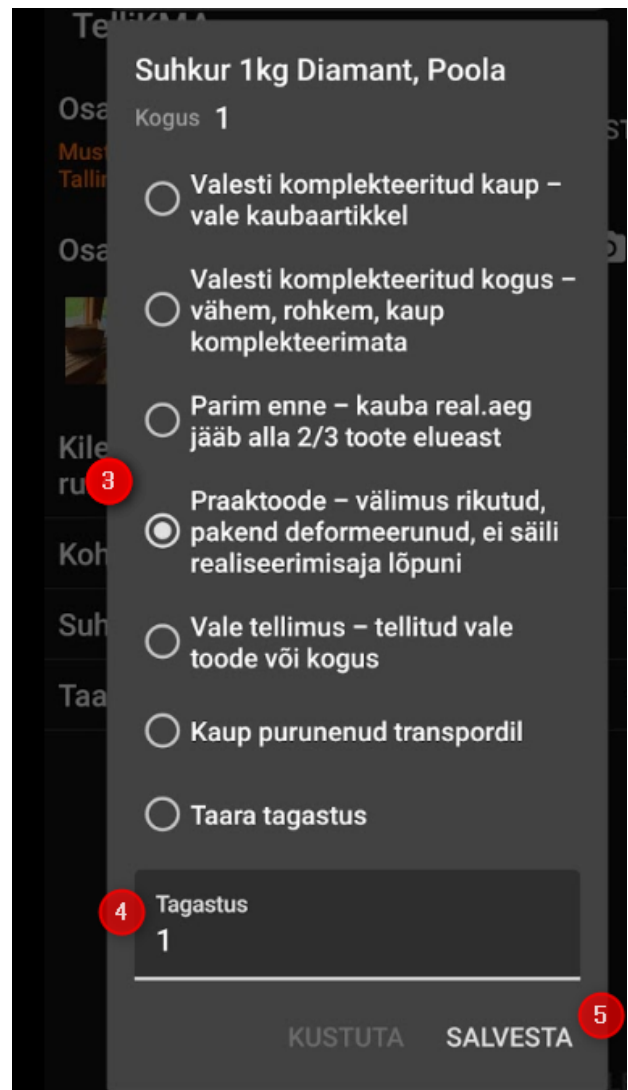 Suhkur 1kg Diamant, Poola
Kogus 1
Valesti komplekteeritud kaup –
vale kaubaartikkel
Valesti komplekteeritud kogus –
vähem, rohkem, kaup
komplekteerimata
Parim enne – kauba real.aeg
jääb alla 2/3 toote elueast
3
Praaktoode – välimus rikutud,
pakend deformeerunud, ei säili
realiseerimisaja lõpuni
Vale tellimus – tellitud vale
toode või kogus
Kaup purunenud transpordil
Taara tagastus
4
Tagastus
1
5
KUSTUTA SALVESTA